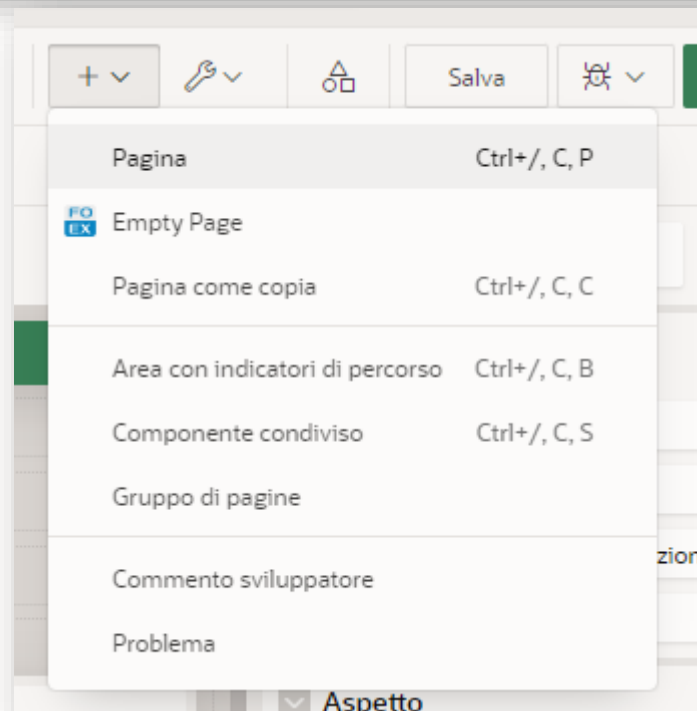 Salva
Pagina Ctrl+/, C, P
FO
EX
Empty Page
Pagina come copia Ctrl+/, C, C
Area con indicatori di percorso Ctrl+/, C, B
Componente condiviso Ctrl+/, C, S
Gruppo di pagine
zion
Commento sviluppatore
Problema
Aspetto